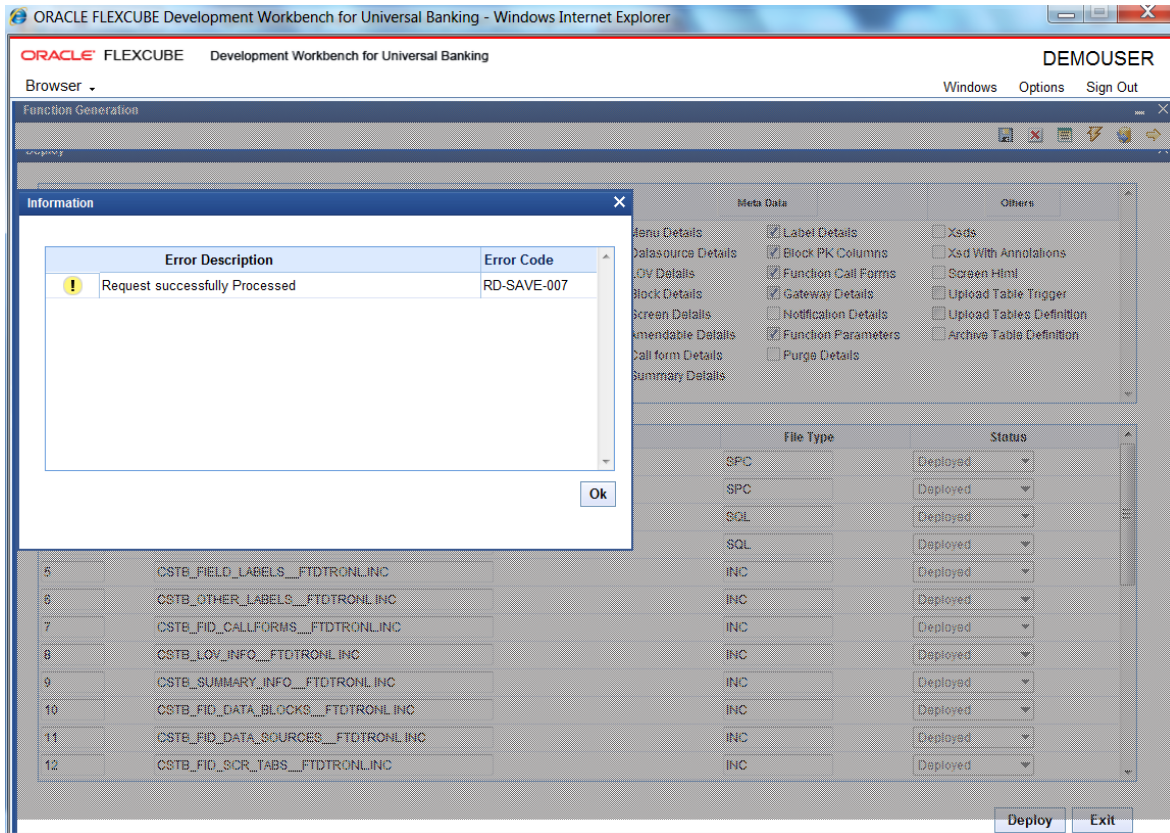 ORACLE FLEXCUBE Development Workbench for Universal Banking - Windows Internet Explorer
ORACLE FLEXCUBE Development Workbench for Universal Banking DEMOUSER
Browser Windows Options Sign Out
Function Generation
Deploy
Information
Meta Data Others
Error Description Error Code
Request successfully Processed RD-SAVE-007
Ok
Menu Details Label Details Xsds
Datasource Details Block PK Columns Xsd With Annotations
LOV Details Function Call Forms Screen Html
Block Details Gateway Details Upload Table Trigger
Screen Details Notification Details Upload Tables Definition
Amendable Details Function Parameters Archive Table Definition
Call form Details Purge Details
Summary Details
File Type Status
SPC Deployed
SPC Deployed
SQL Deployed
SQL Deployed
5 CSTB_FIELD_LABELS__FTDTRONL.INC INC Deployed
6 CSTB_OTHER_LABELS__FTDTRONL.INC INC Deployed
7 CSTB_FID_CALLFORMS__FTDTRONL.INC INC Deployed
8 CSTB_LOV_INFO__FTDTRONL.INC INC Deployed
9 CSTB_SUMMARY_INFO__FTDTRONL.INC INC Deployed
10 CSTB_FID_DATA_BLOCKS__FTDTRONL.INC INC Deployed
11 CSTB_FID_DATA_SOURCES__FTDTRONL.INC INC Deployed
12 CSTB_FID_SCR_TABS__FTDTRONL.INC INC Deployed
Deploy Exit